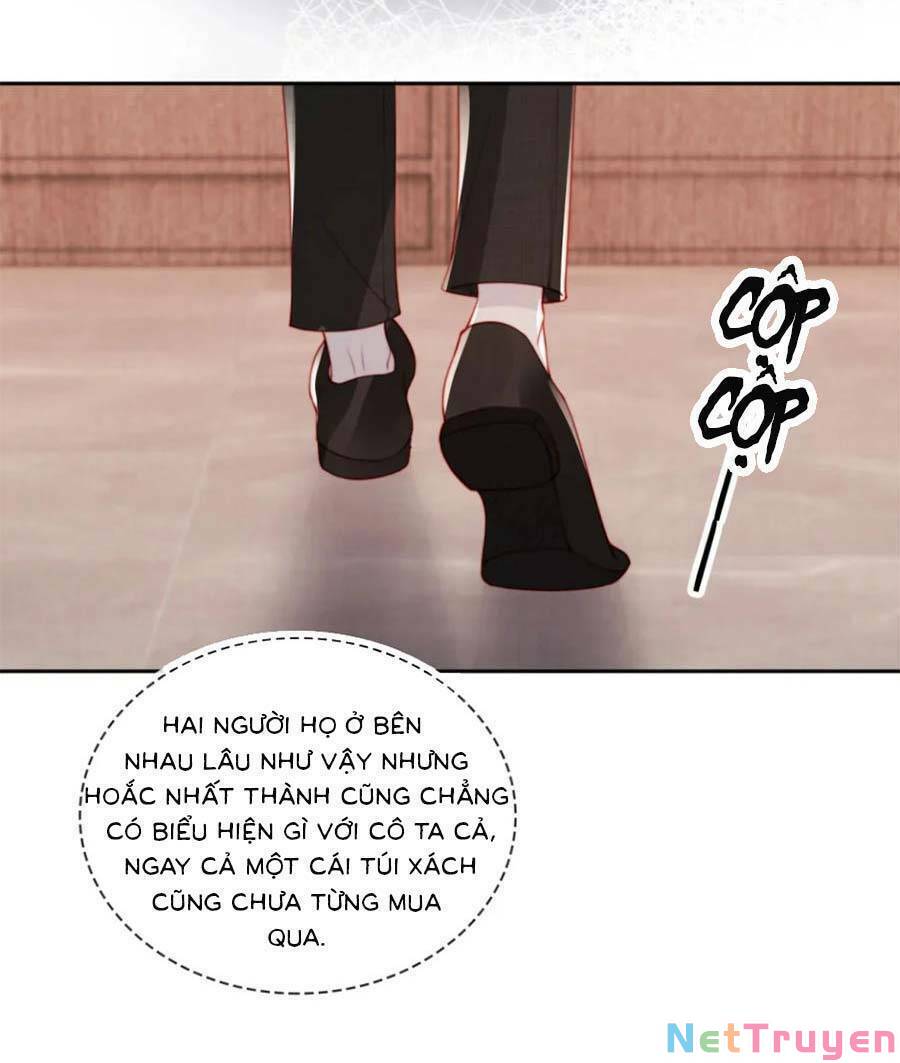 CỘP
CỘP
HAI NGƯỜI HỌ Ở BÊN
NHAU LÂU NHƯ VẬY NHƯNG
HOẮC NHẤT THÀNH CŨNG CHẲNG
CÓ BIỂU HIỆN GÌ VỚI CÔ TA CẢ,
NGAY CẢ MỘT CÁI TÚI XÁCH
CŨNG CHƯA TỪNG MUA
QUA.
NetTruyen